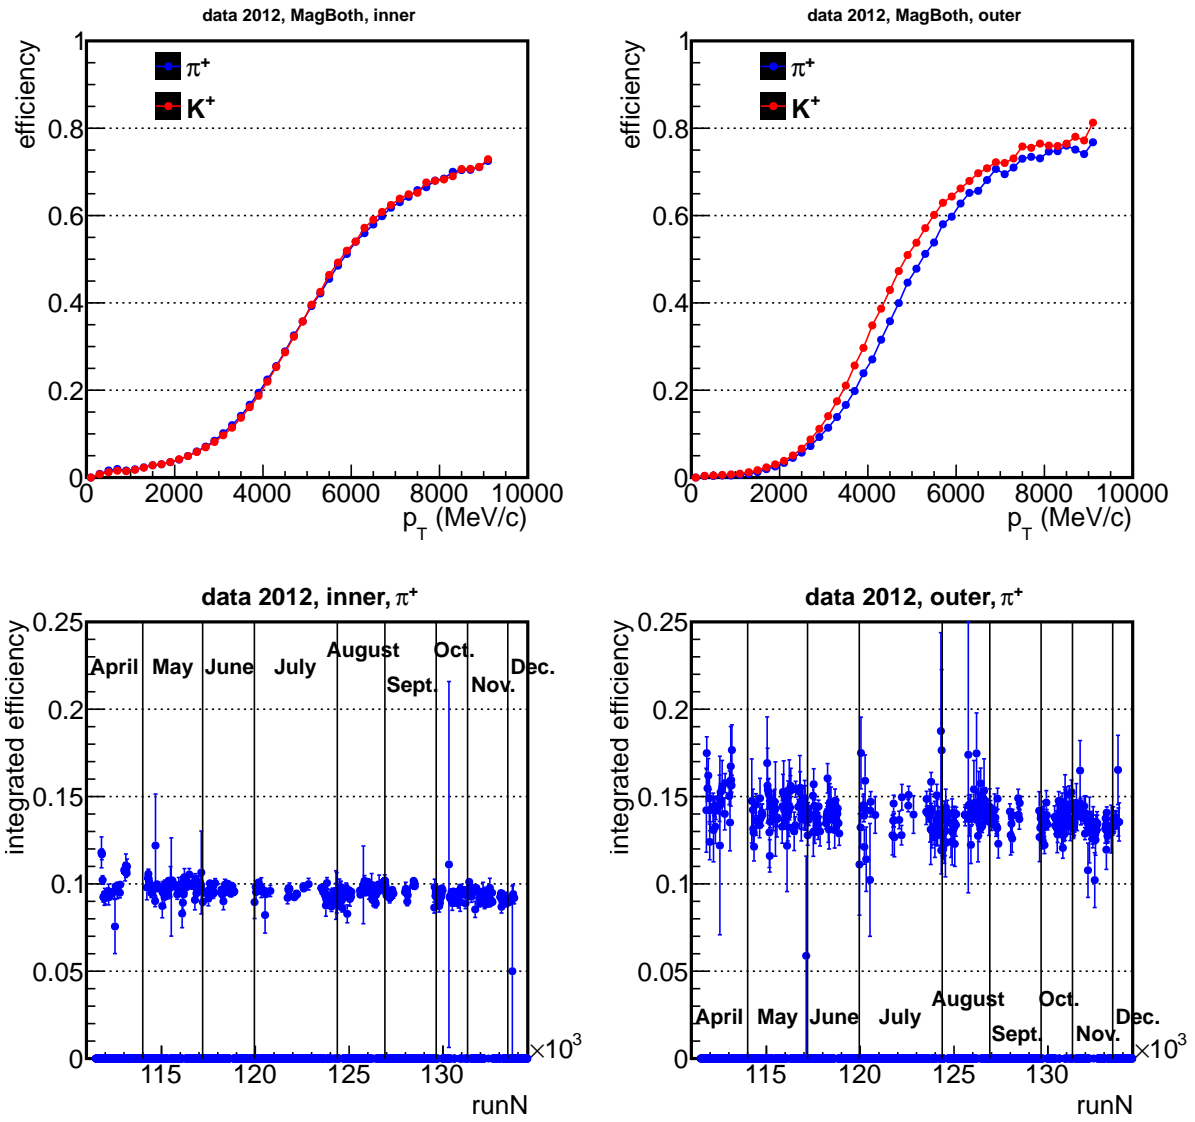 data 2012, MagBoth, inner
efficiency
1
0.8
0.6
0.4
0.2
0
π+
K+
0 2000 4000 6000 8000 10000
pT (MeV/c)
data 2012, MagBoth, outer
efficiency
1
0.8
0.6
0.4
0.2
0
π+
K+
0 2000 4000 6000 8000 10000
pT (MeV/c)
data 2012, inner, π+
integrated efficiency
0.25
0.2
0.15
0.1
0.05
0
April May June July August Sept. Oct. Nov. Dec.
115 120 125 130 ×10³
runN
data 2012, outer, π+
integrated efficiency
0.25
0.2
0.15
0.1
0.05
0
April May June July August Sept. Oct. Nov. Dec.
115 120 125 130 ×10³
runN